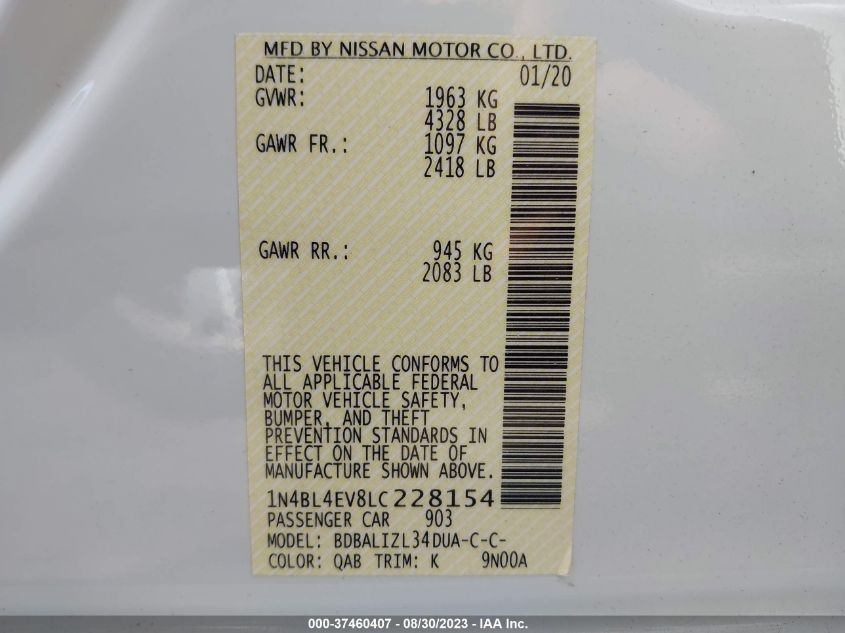 MFD BY NISSAN MOTOR CO., LTD.
DATE: 01/20
GVWR: 1963 KG
4328 LB
GAWR FR.: 1097 KG
2418 LB
GAWR RR.: 945 KG
2083 LB
THIS VEHICLE CONFORMS TO
ALL APPLICABLE FEDERAL
MOTOR VEHICLE SAFETY,
BUMPER, AND THEFT
PREVENTION STANDARDS IN
EFFECT ON THE DATE OF
MANUFACTURE SHOWN ABOVE.
1N4BL4EV8LC228154
PASSENGER CAR 903
MODEL: BDBALIZL34DUA-C-C-
COLOR: QAB TRIM: K 9N00A
000-37460407 - 08/30/2023 - IAA Inc.